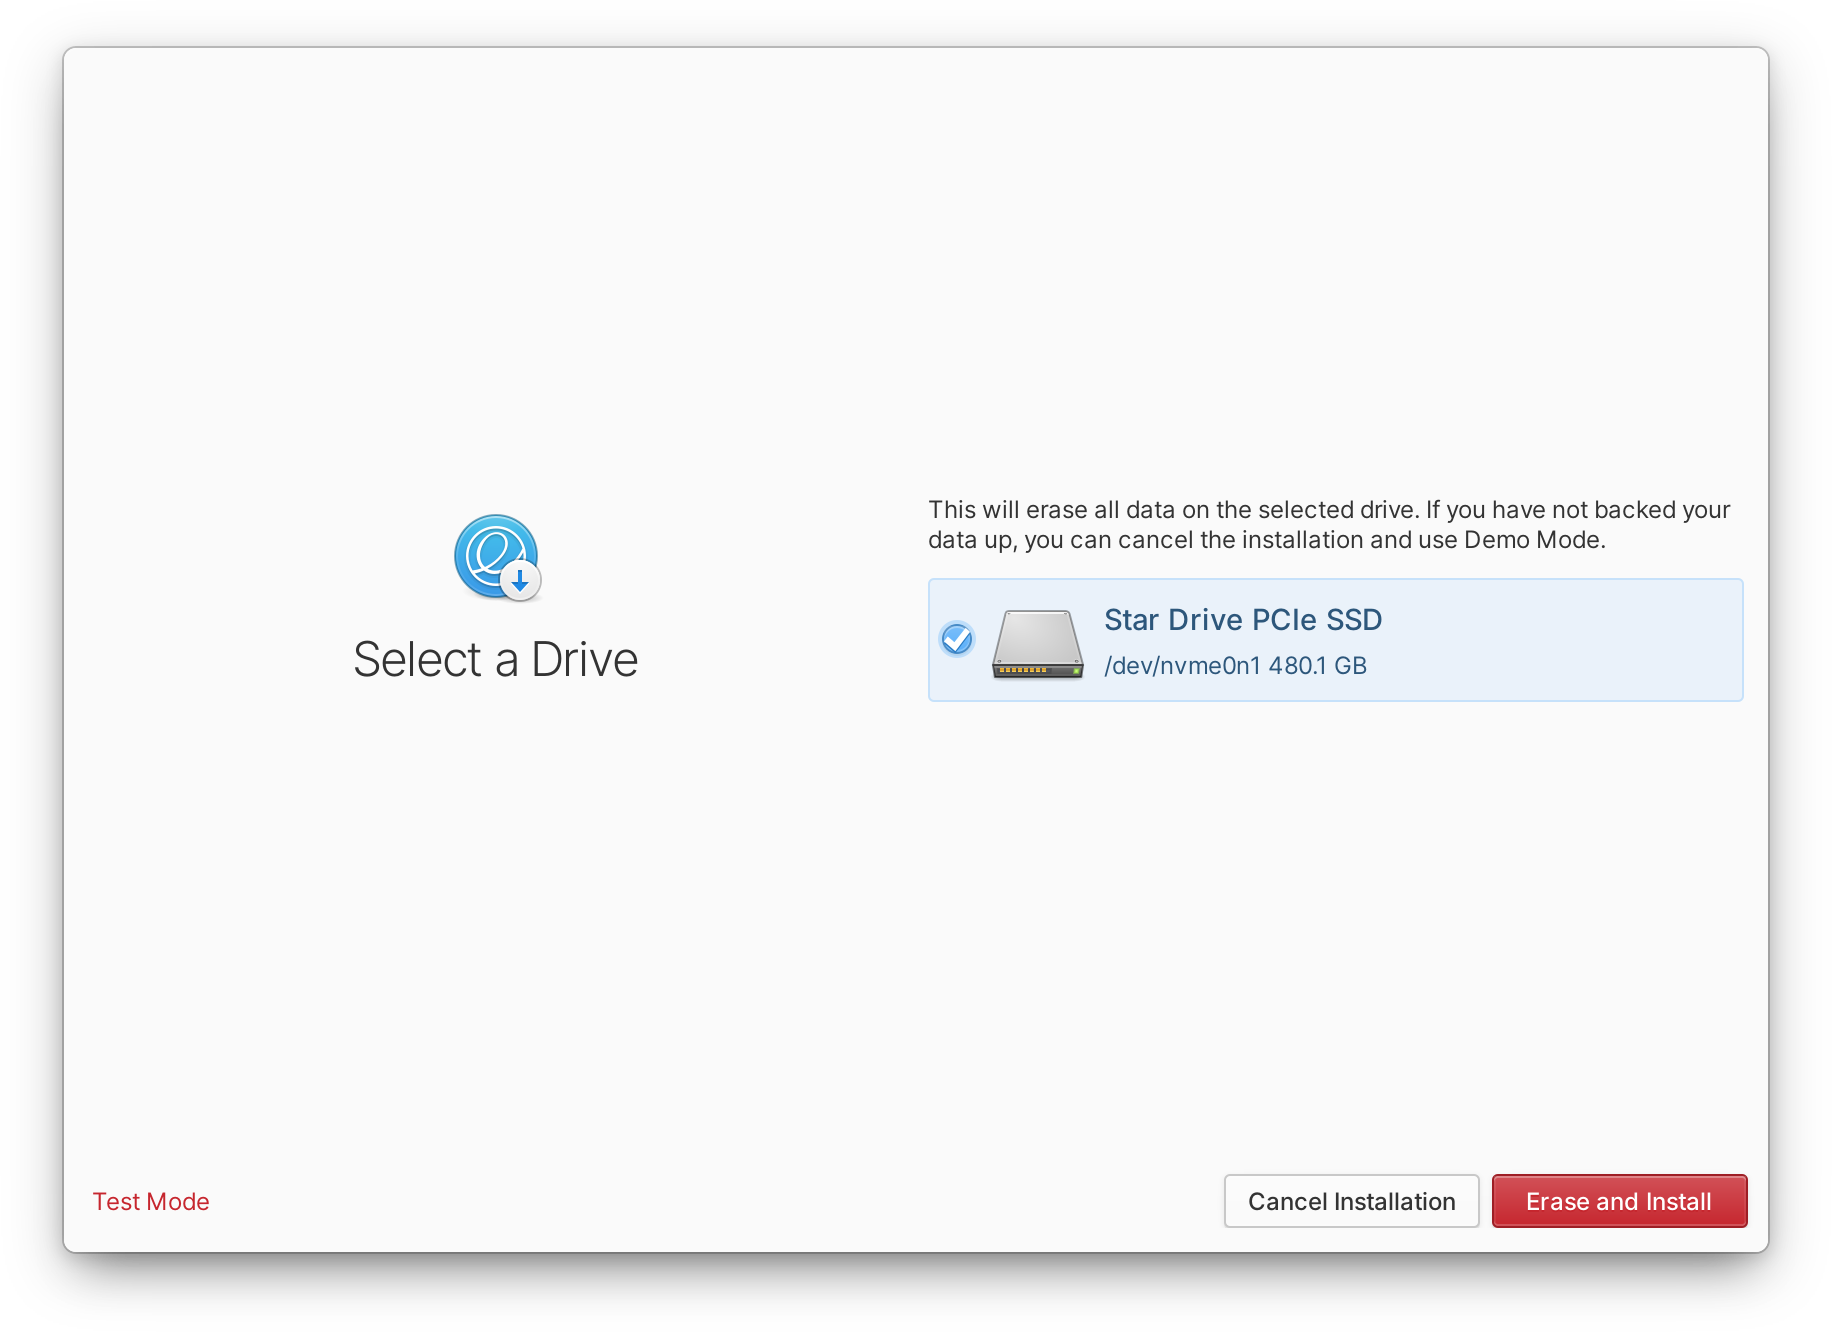 Select a Drive
This will erase all data on the selected drive. If you have not backed your
data up, you can cancel the installation and use Demo Mode.
Star Drive PCIe SSD
/dev/nvme0n1 480.1 GB
Test Mode
Cancel Installation
Erase and Install